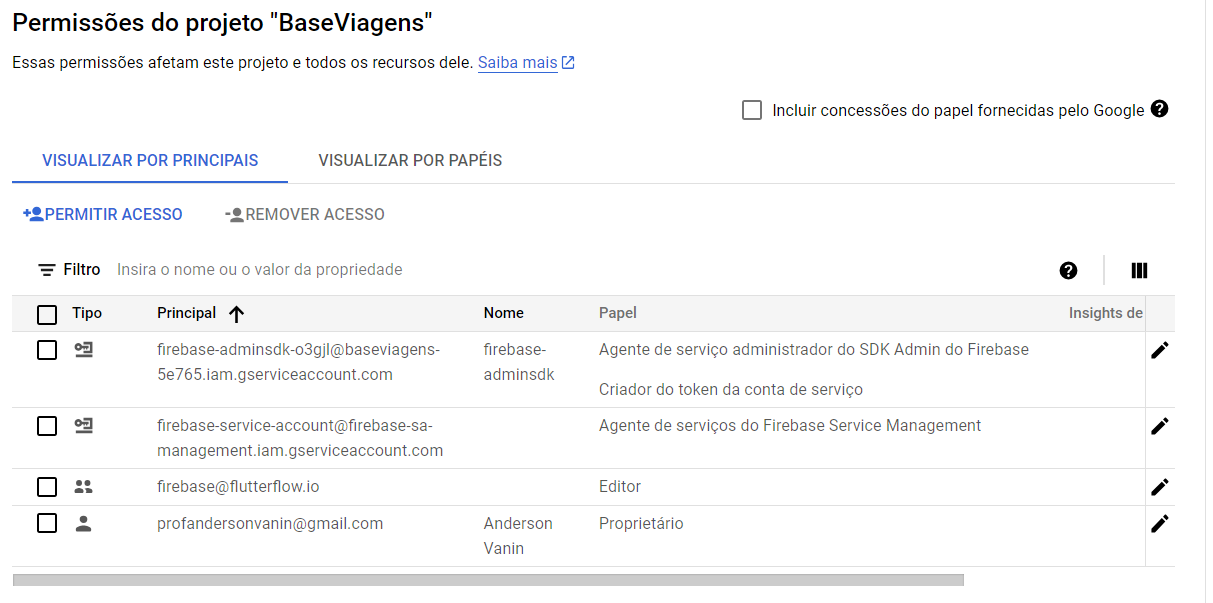 Permissões do projeto "BaseViagens"
Essas permissões afetam este projeto e todos os recursos dele. Saiba mais
Incluir concessões do papel fornecidas pelo Google
VISUALIZAR POR PRINCIPAIS
VISUALIZAR POR PAPÉIS
PERMITIR ACESSO
REMOVER ACESSO
Filtro Insira o nome ou o valor da propriedade
Tipo Principal Nome Papel Insights de
firebase-adminsdk-o3gjl@baseviagens- firebase- Agente de serviço administrador do SDK Admin do Firebase
5e765.iam.gserviceaccount.com adminsdk
Criador do token da conta de serviço
firebase-service-account@firebase-sa- Agente de serviços do Firebase Service Management
management.iam.gserviceaccount.com
firebase@flutterflow.io Editor
profandersonvanin@gmail.com Anderson Proprietário
Vanin